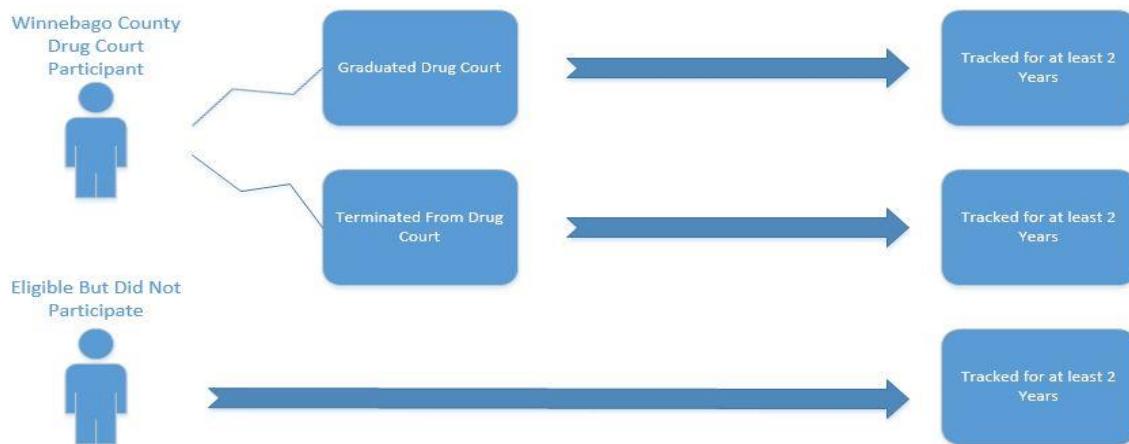 Winnebago County
Drug Court
Participant
Graduated Drug Court
Tracked for at least 2
Years
Terminated From Drug
Court
Tracked for at least 2
Years
Eligible But Did Not
Participate
Tracked for at least 2
Years